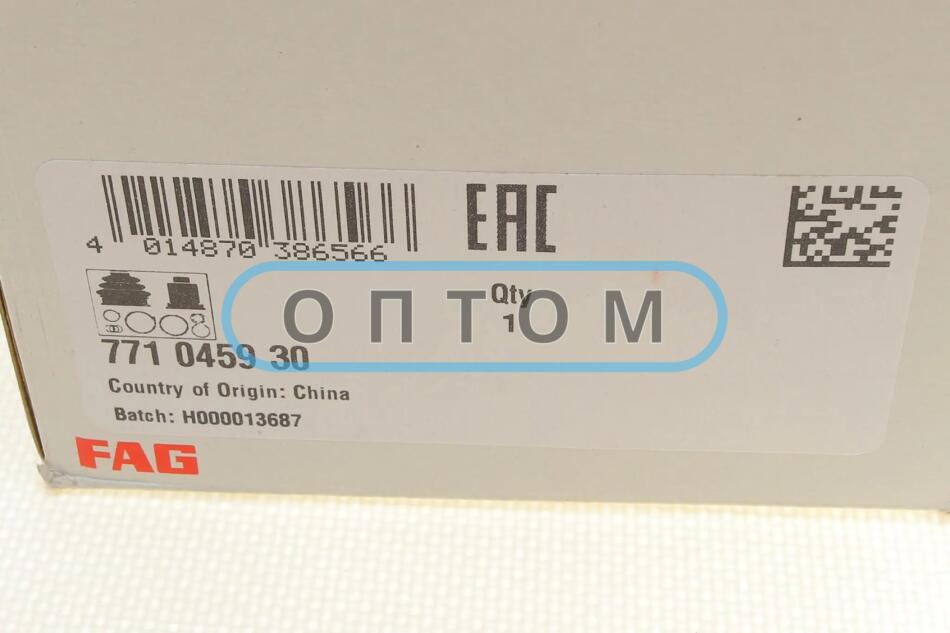 4 014870 386566
EAC
Qty
1
ОПТОМ
771 0459 30
Country of Origin: China
Batch: H000013687
FAG